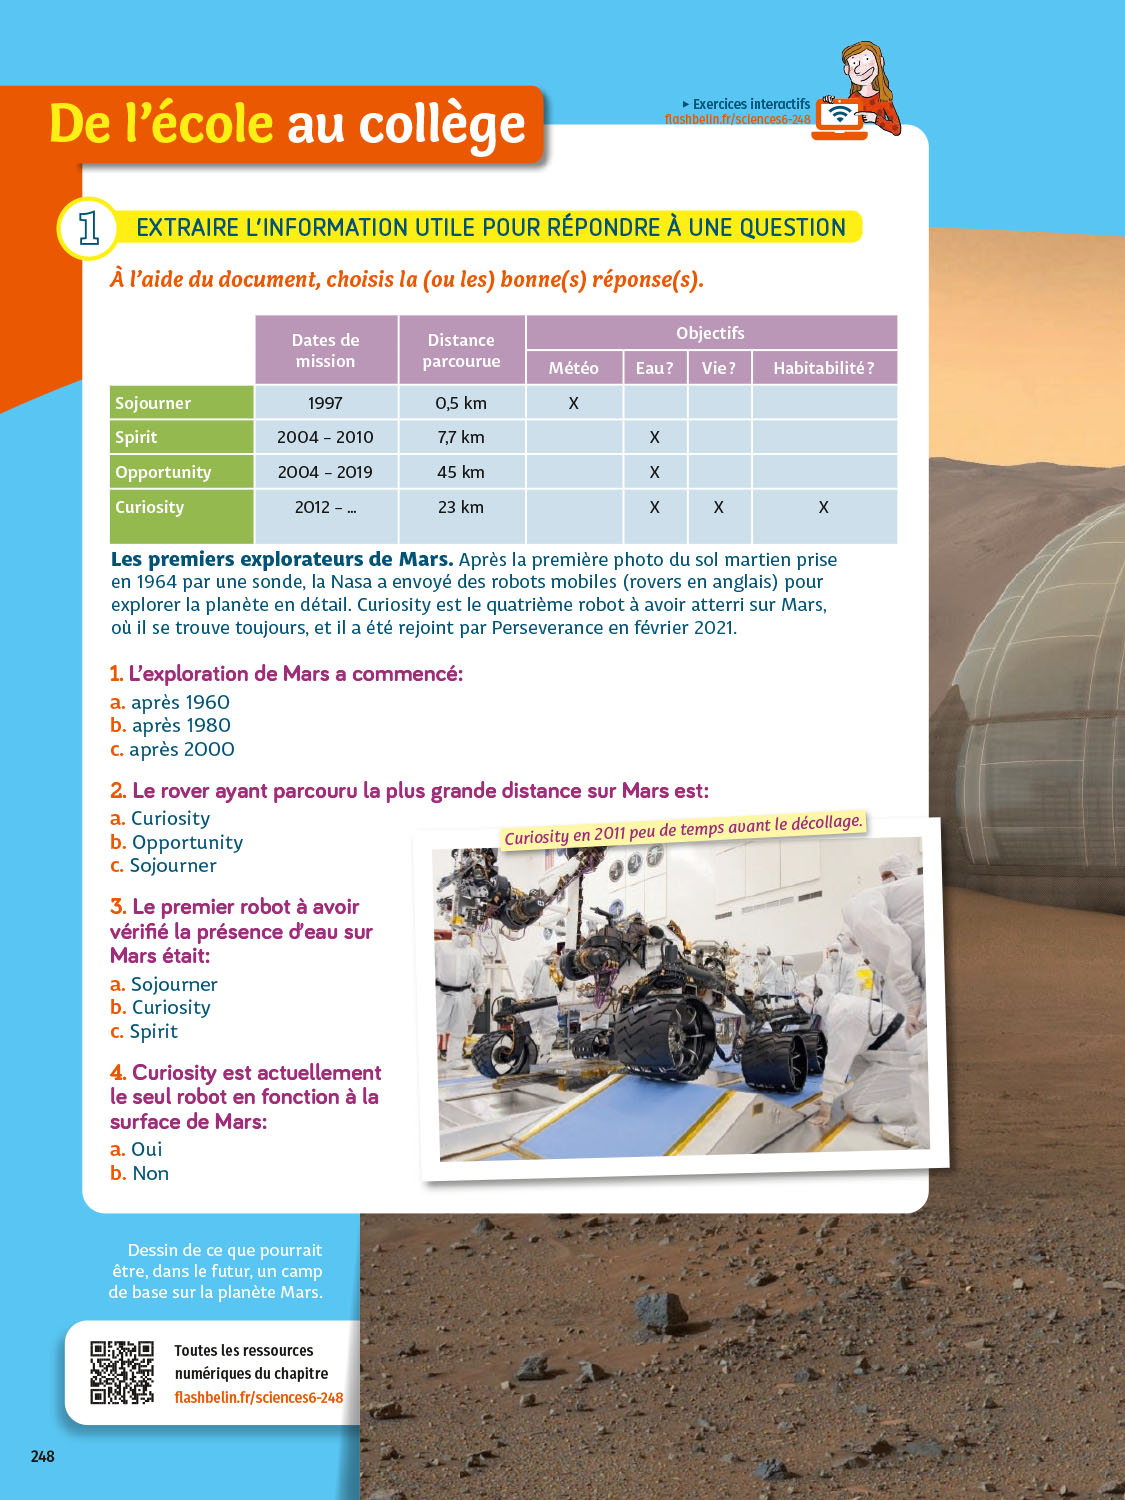 ▸ Exercices interactifs
flashbelin.fr/sciences6-248
De l'école au collège
1 EXTRAIRE L'INFORMATION UTILE POUR RÉPONDRE À UNE QUESTION
À l'aide du document, choisis la (ou les) bonne(s) réponse(s).
Dates de mission Distance parcourue Objectifs
Météo Eau ? Vie ? Habitabilité ?
Sojourner 1997 0,5 km X
Spirit 2004 – 2010 7,7 km X
Opportunity 2004 – 2019 45 km X
Curiosity 2012 – ... 23 km X X X
Les premiers explorateurs de Mars. Après la première photo du sol martien prise
en 1964 par une sonde, la Nasa a envoyé des robots mobiles (rovers en anglais) pour
explorer la planète en détail. Curiosity est le quatrième robot à avoir atterri sur Mars,
où il se trouve toujours, et il a été rejoint par Perseverance en février 2021.
1. L'exploration de Mars a commencé :
a. après 1960
b. après 1980
c. après 2000
2. Le rover ayant parcouru la plus grande distance sur Mars est :
a. Curiosity
b. Opportunity
c. Sojourner
Curiosity en 2011 peu de temps avant le décollage.
3. Le premier robot à avoir
vérifié la présence d'eau sur
Mars était :
a. Sojourner
b. Curiosity
c. Spirit
4. Curiosity est actuellement
le seul robot en fonction à la
surface de Mars :
a. Oui
b. Non
Dessin de ce que pourrait
être, dans le futur, un camp
de base sur la planète Mars.
Toutes les ressources
numériques du chapitre
flashbelin.fr/sciences6-248
248